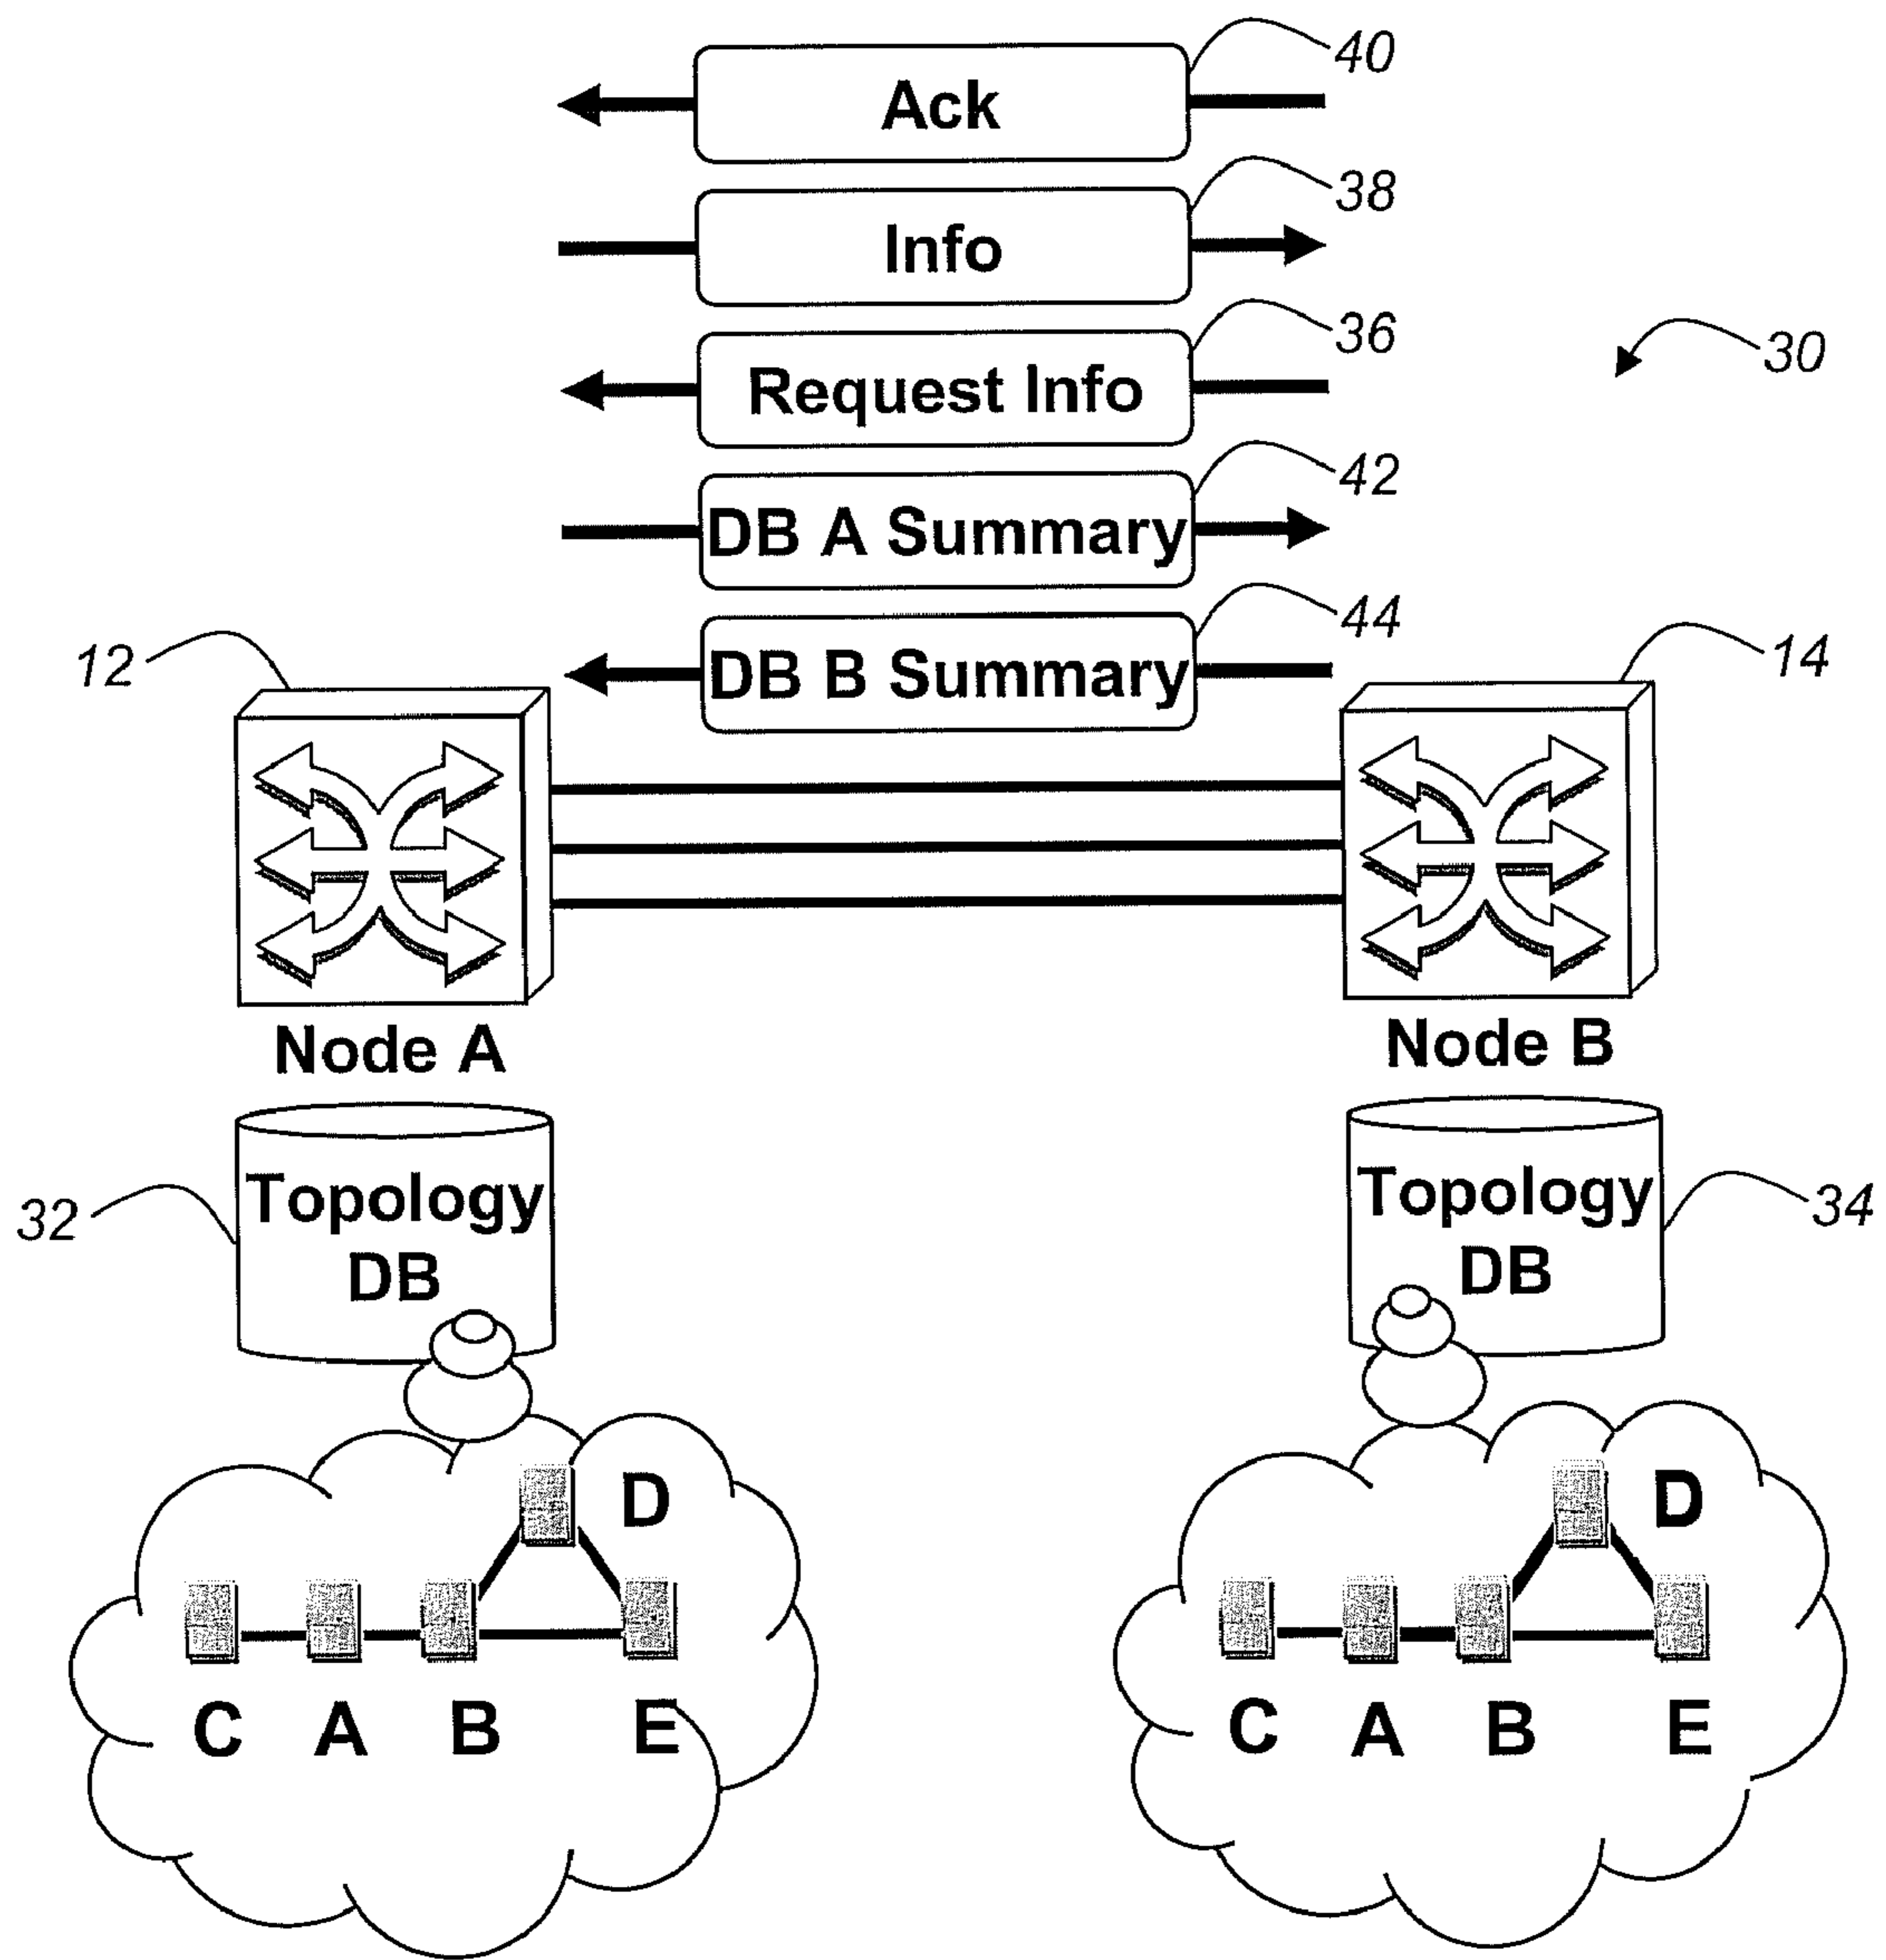 40
Ack
38
Info
36
Request Info
30
42
DB A Summary
44
DB B Summary
12
14
Node A
Node B
32
Topology
DB
34
Topology
DB
D
C A B E
D
C A B E